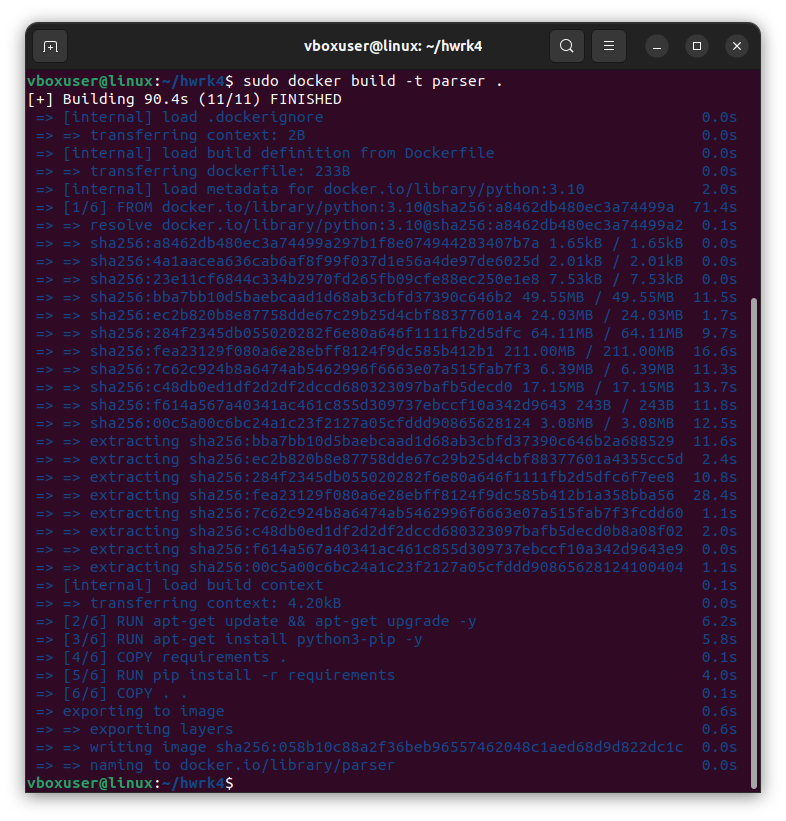 vboxuser@linux: ~/hwrk4
vboxuser@linux:~/hwrk4$ sudo docker build -t parser .
[+] Building 90.4s (11/11) FINISHED
=> [internal] load .dockerignore 0.0s
=> => transferring context: 2B 0.0s
=> [internal] load build definition from Dockerfile 0.0s
=> => transferring dockerfile: 233B 0.0s
=> [internal] load metadata for docker.io/library/python:3.10 2.0s
=> [1/6] FROM docker.io/library/python:3.10@sha256:a8462db480ec3a74499a 71.4s
=> => resolve docker.io/library/python:3.10@sha256:a8462db480ec3a74499a2 0.1s
=> => sha256:a8462db480ec3a74499a297b1f8e074944283407b7a 1.65kB / 1.65kB 0.0s
=> => sha256:4a1aacea636cab6af8f99f037d1e56a4de97de6025d 2.01kB / 2.01kB 0.0s
=> => sha256:23e11cf6844c334b2970fd265fb09cfe88ec250e1e8 7.53kB / 7.53kB 0.0s
=> => sha256:bba7bb10d5baebcaad1d68ab3cbfd37390c646b2 49.55MB / 49.55MB 11.5s
=> => sha256:ec2b820b8e87758dde67c29b25d4cbf88377601a4 24.03MB / 24.03MB 1.7s
=> => sha256:284f2345db055020282f6e80a646f1111fb2d5dfc 64.11MB / 64.11MB 9.7s
=> => sha256:fea23129f080a6e28ebff8124f9dc585b412b1 211.00MB / 211.00MB 16.6s
=> => sha256:7c62c924b8a6474ab5462996f6663e07a515fab7f3 6.39MB / 6.39MB 11.3s
=> => sha256:c48db0ed1df2d2df2dccd680323097bafb5decd0 17.15MB / 17.15MB 13.7s
=> => sha256:f614a567a40341ac461c855d309737ebccf10a342d9643 243B / 243B 11.8s
=> => sha256:00c5a00c6bc24a1c23f2127a05cfddd90865628124 3.08MB / 3.08MB 12.5s
=> => extracting sha256:bba7bb10d5baebcaad1d68ab3cbfd37390c646b2a688529 11.6s
=> => extracting sha256:ec2b820b8e87758dde67c29b25d4cbf88377601a4355cc5d 2.4s
=> => extracting sha256:284f2345db055020282f6e80a646f1111fb2d5dfc6f7ee8 10.8s
=> => extracting sha256:fea23129f080a6e28ebff8124f9dc585b412b1a358bba56 28.4s
=> => extracting sha256:7c62c924b8a6474ab5462996f6663e07a515fab7f3fcdd60 1.1s
=> => extracting sha256:c48db0ed1df2d2df2dccd680323097bafb5decd0b8a08f02 2.0s
=> => extracting sha256:f614a567a40341ac461c855d309737ebccf10a342d9643e9 0.0s
=> => extracting sha256:00c5a00c6bc24a1c23f2127a05cfddd90865628124100404 1.1s
=> [internal] load build context 0.1s
=> => transferring context: 4.20kB 0.0s
=> [2/6] RUN apt-get update && apt-get upgrade -y 6.2s
=> [3/6] RUN apt-get install python3-pip -y 5.8s
=> [4/6] COPY requirements . 0.1s
=> [5/6] RUN pip install -r requirements 4.0s
=> [6/6] COPY . . 0.1s
=> exporting to image 0.6s
=> => exporting layers 0.6s
=> => writing image sha256:058b10c88a2f36beb96557462048c1aed68d9d822dc1c 0.0s
=> => naming to docker.io/library/parser 0.0s
vboxuser@linux:~/hwrk4$